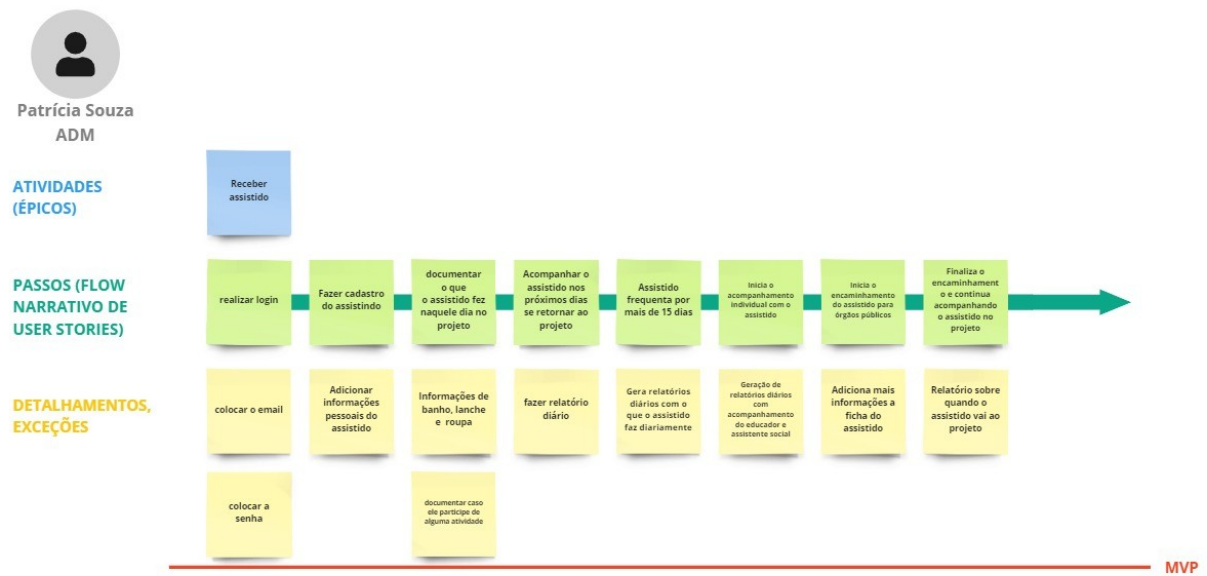 Patrícia Souza
ADM
ATIVIDADES
(ÉPICOS)
Receber
assistido
PASSOS (FLOW
NARRATIVO DE
USER STORIES)
realizar login
Fazer cadastro
do assistindo
documentar
o que
o assistido fez
naquele dia no
projeto
Acompanhar o
assistido nos
próximos dias
se retornar ao
projeto
Assistido
frequenta por
mais de 15 dias
Inicia o
acompanhamento
individual com o
assistido
Inicia o
encaminhamento
do assistido para
órgãos públicos
Finaliza o
encaminhament
o e continua
acompanhando
o assistido no
projeto
DETALHAMENTOS,
EXCEÇÕES
colocar o email
Adicionar
informações
pessoais do
assistido
Informações de
banho, lanche
e roupa
fazer relatório
diário
Gera relatórios
diários com o
que o assistido
faz diariamente
Geração de
relatórios diários
com
acompanhamento
do educador e
assistente social
Adiciona mais
informações a
ficha do
assistido
Relatório sobre
quando o
assistido vai ao
projeto
colocar a
senha
documentar caso
ele participe de
alguma atividade
MVP